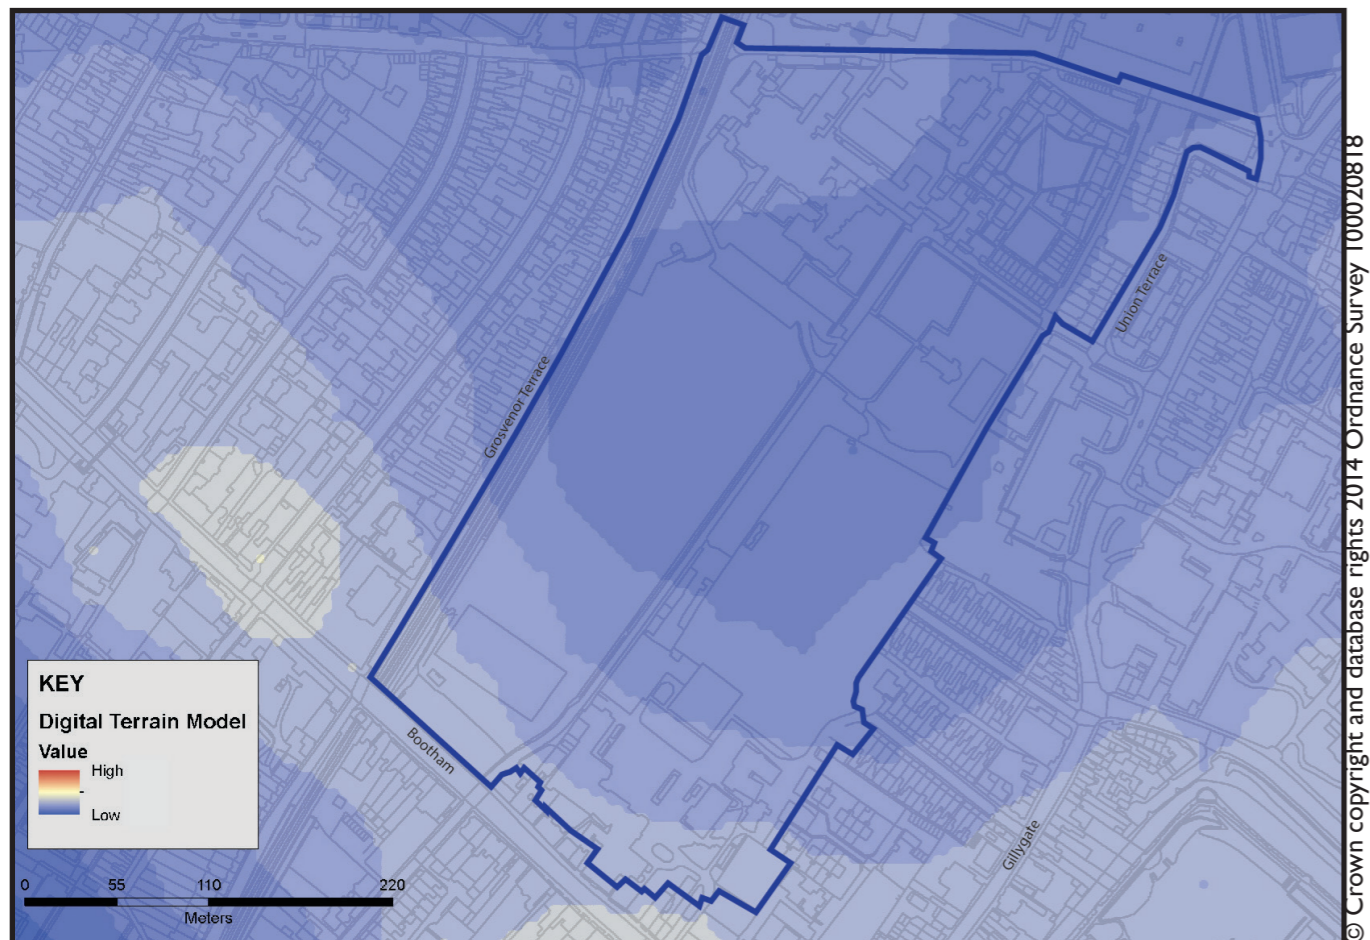 Grosvenor Terrace
Union Terrace
Bootham
Gillygate
KEY
Digital Terrain Model
Value
High
Low
0 55 110 220
Meters
© Crown copyright and database rights 2014 Ordnance Survey 100020818